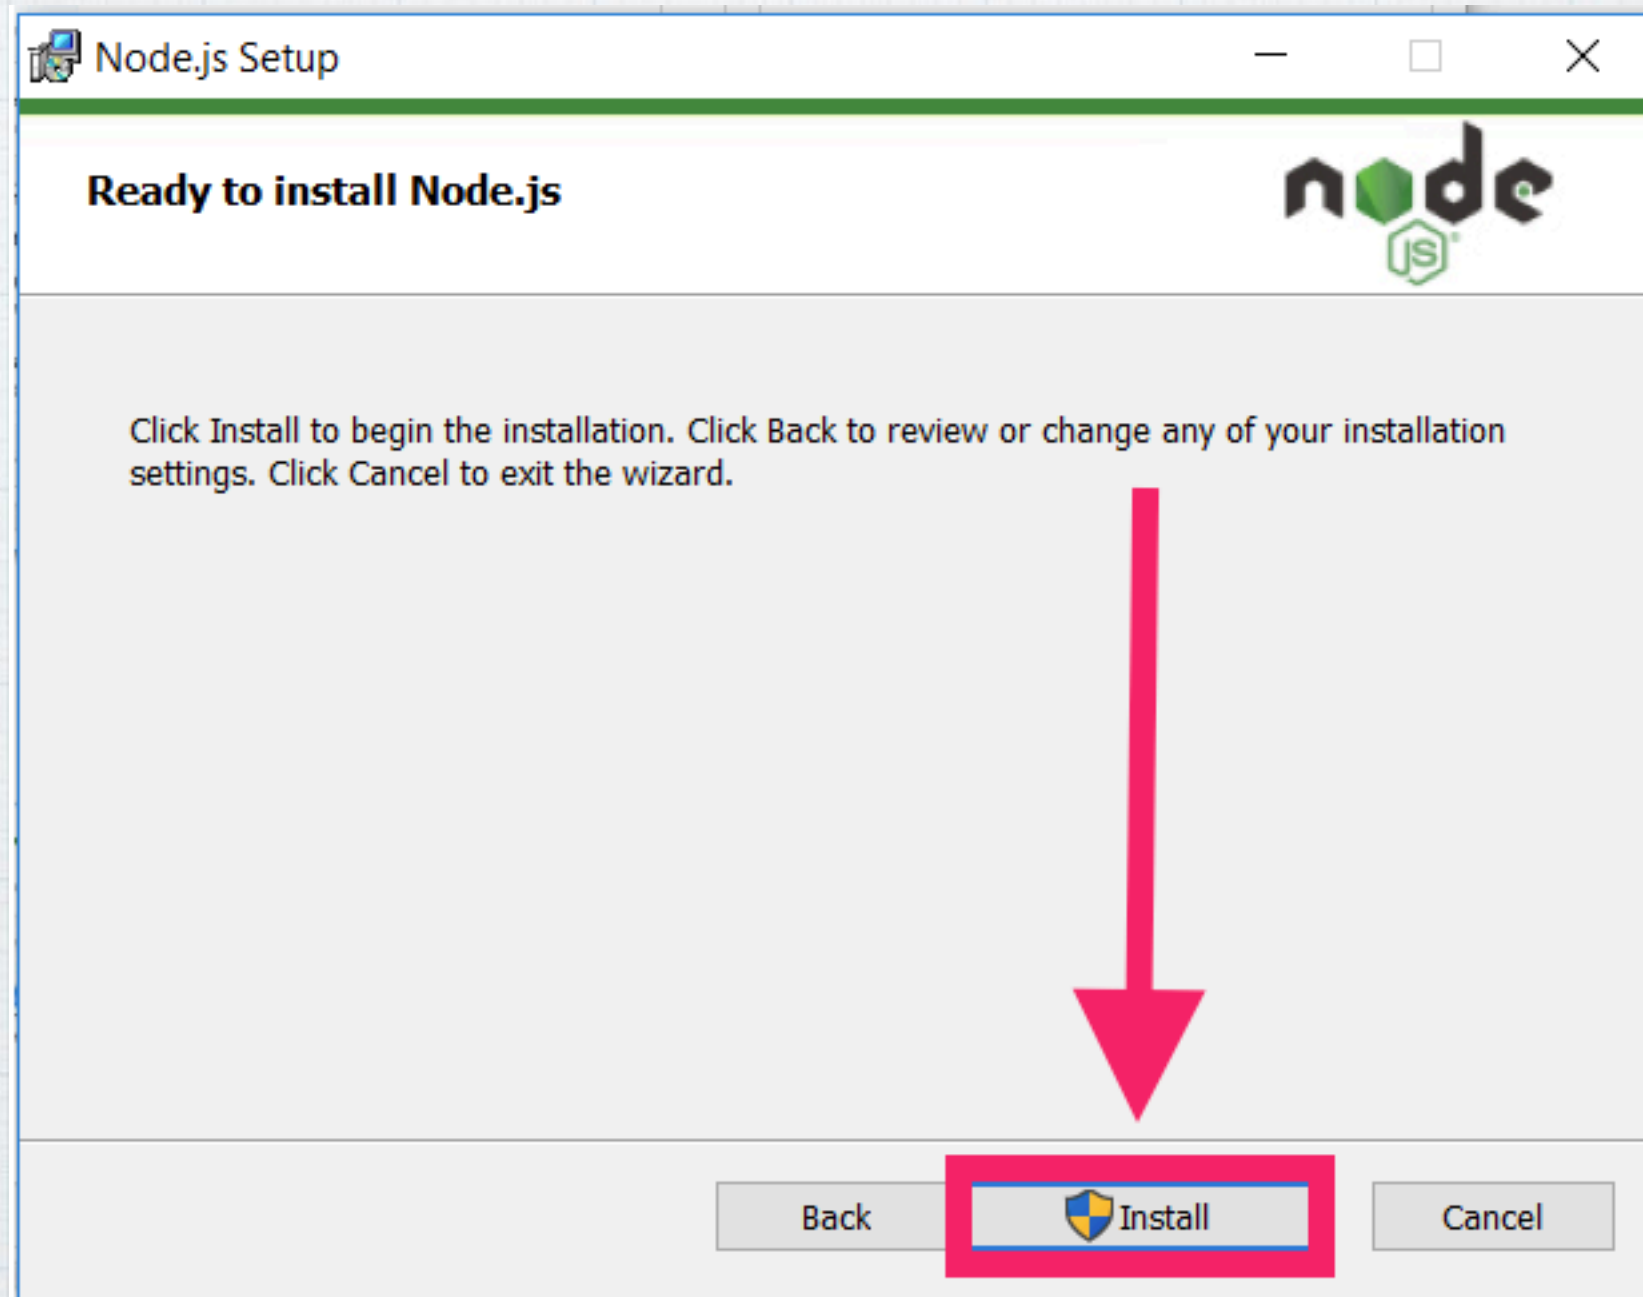 Node.js Setup
Ready to install Node.js
node
JS
Click Install to begin the installation. Click Back to review or change any of your installation
settings. Click Cancel to exit the wizard.
Back
Install
Cancel